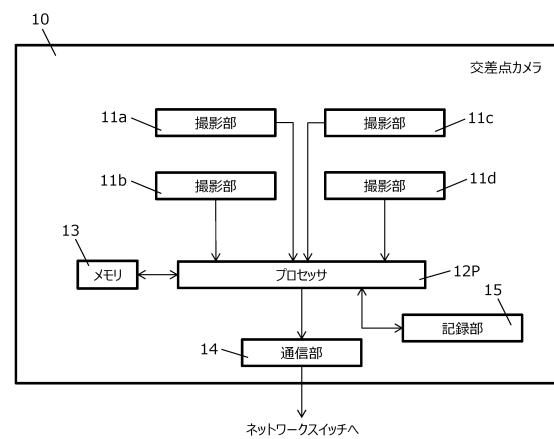 10
交差点カメラ
11a
撮影部
撮影部
11c
11b
撮影部
撮影部
11d
13
メモリ
プロセッサ
12P
15
記録部
14
通信部
ネットワークスイッチへ